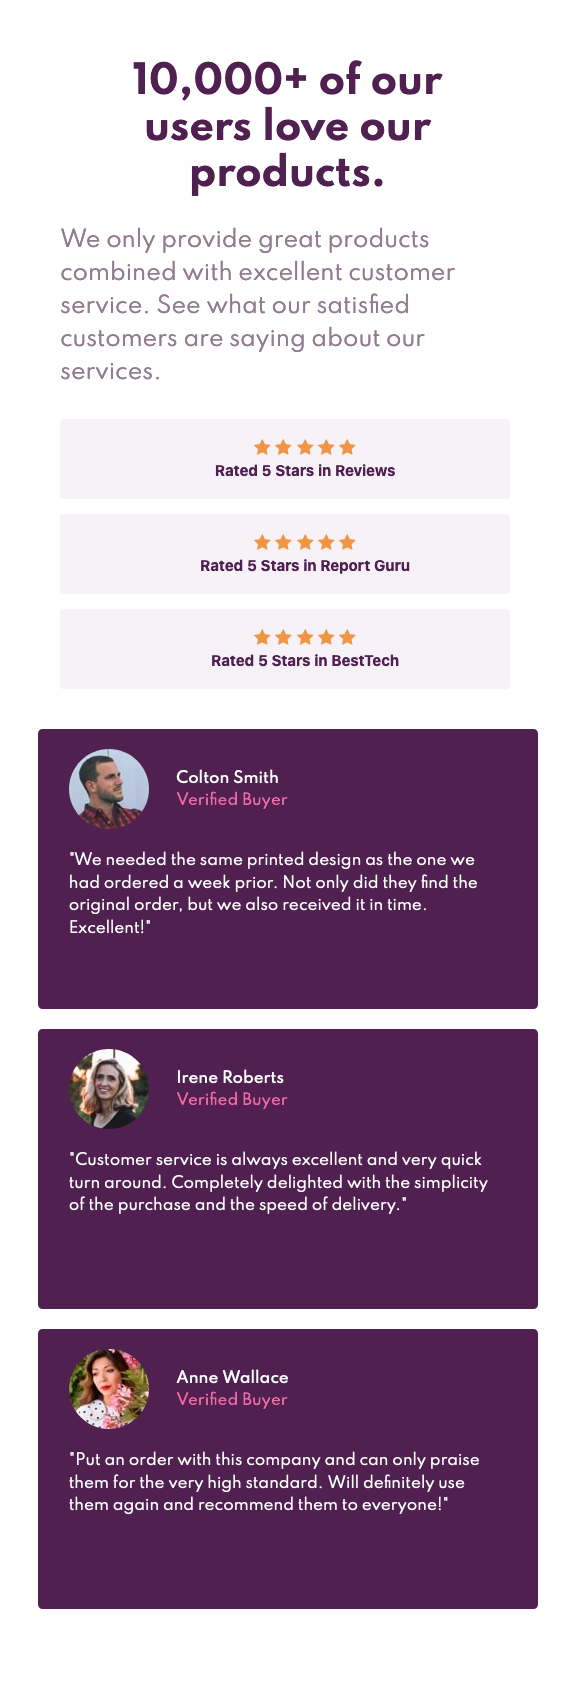 10,000+ of our
users love our
products.
We only provide great products
combined with excellent customer
service. See what our satisfied
customers are saying about our
services.
Rated 5 Stars in Reviews
Rated 5 Stars in Report Guru
Rated 5 Stars in BestTech
Colton Smith
Verified Buyer
"We needed the same printed design as the one we
had ordered a week prior. Not only did they find the
original order, but we also received it in time.
Excellent!"
Irene Roberts
Verified Buyer
"Customer service is always excellent and very quick
turn around. Completely delighted with the simplicity
of the purchase and the speed of delivery."
Anne Wallace
Verified Buyer
"Put an order with this company and can only praise
them for the very high standard. Will definitely use
them again and recommend them to everyone!"